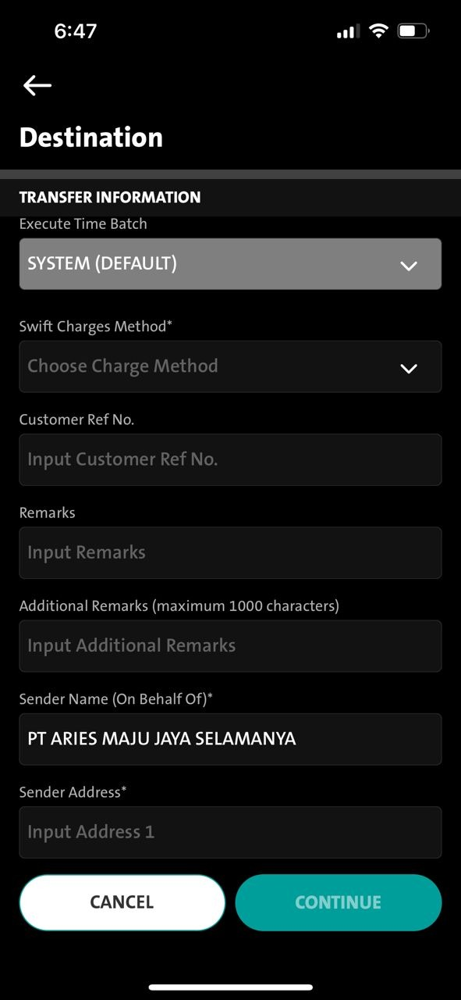 6:47
Destination
TRANSFER INFORMATION
Execute Time Batch
SYSTEM (DEFAULT)
Swift Charges Method*
Choose Charge Method
Customer Ref No.
Input Customer Ref No.
Remarks
Input Remarks
Additional Remarks (maximum 1000 characters)
Input Additional Remarks
Sender Name (On Behalf Of)*
PT ARIES MAJU JAYA SELAMANYA
Sender Address*
Input Address 1
CANCEL
CONTINUE